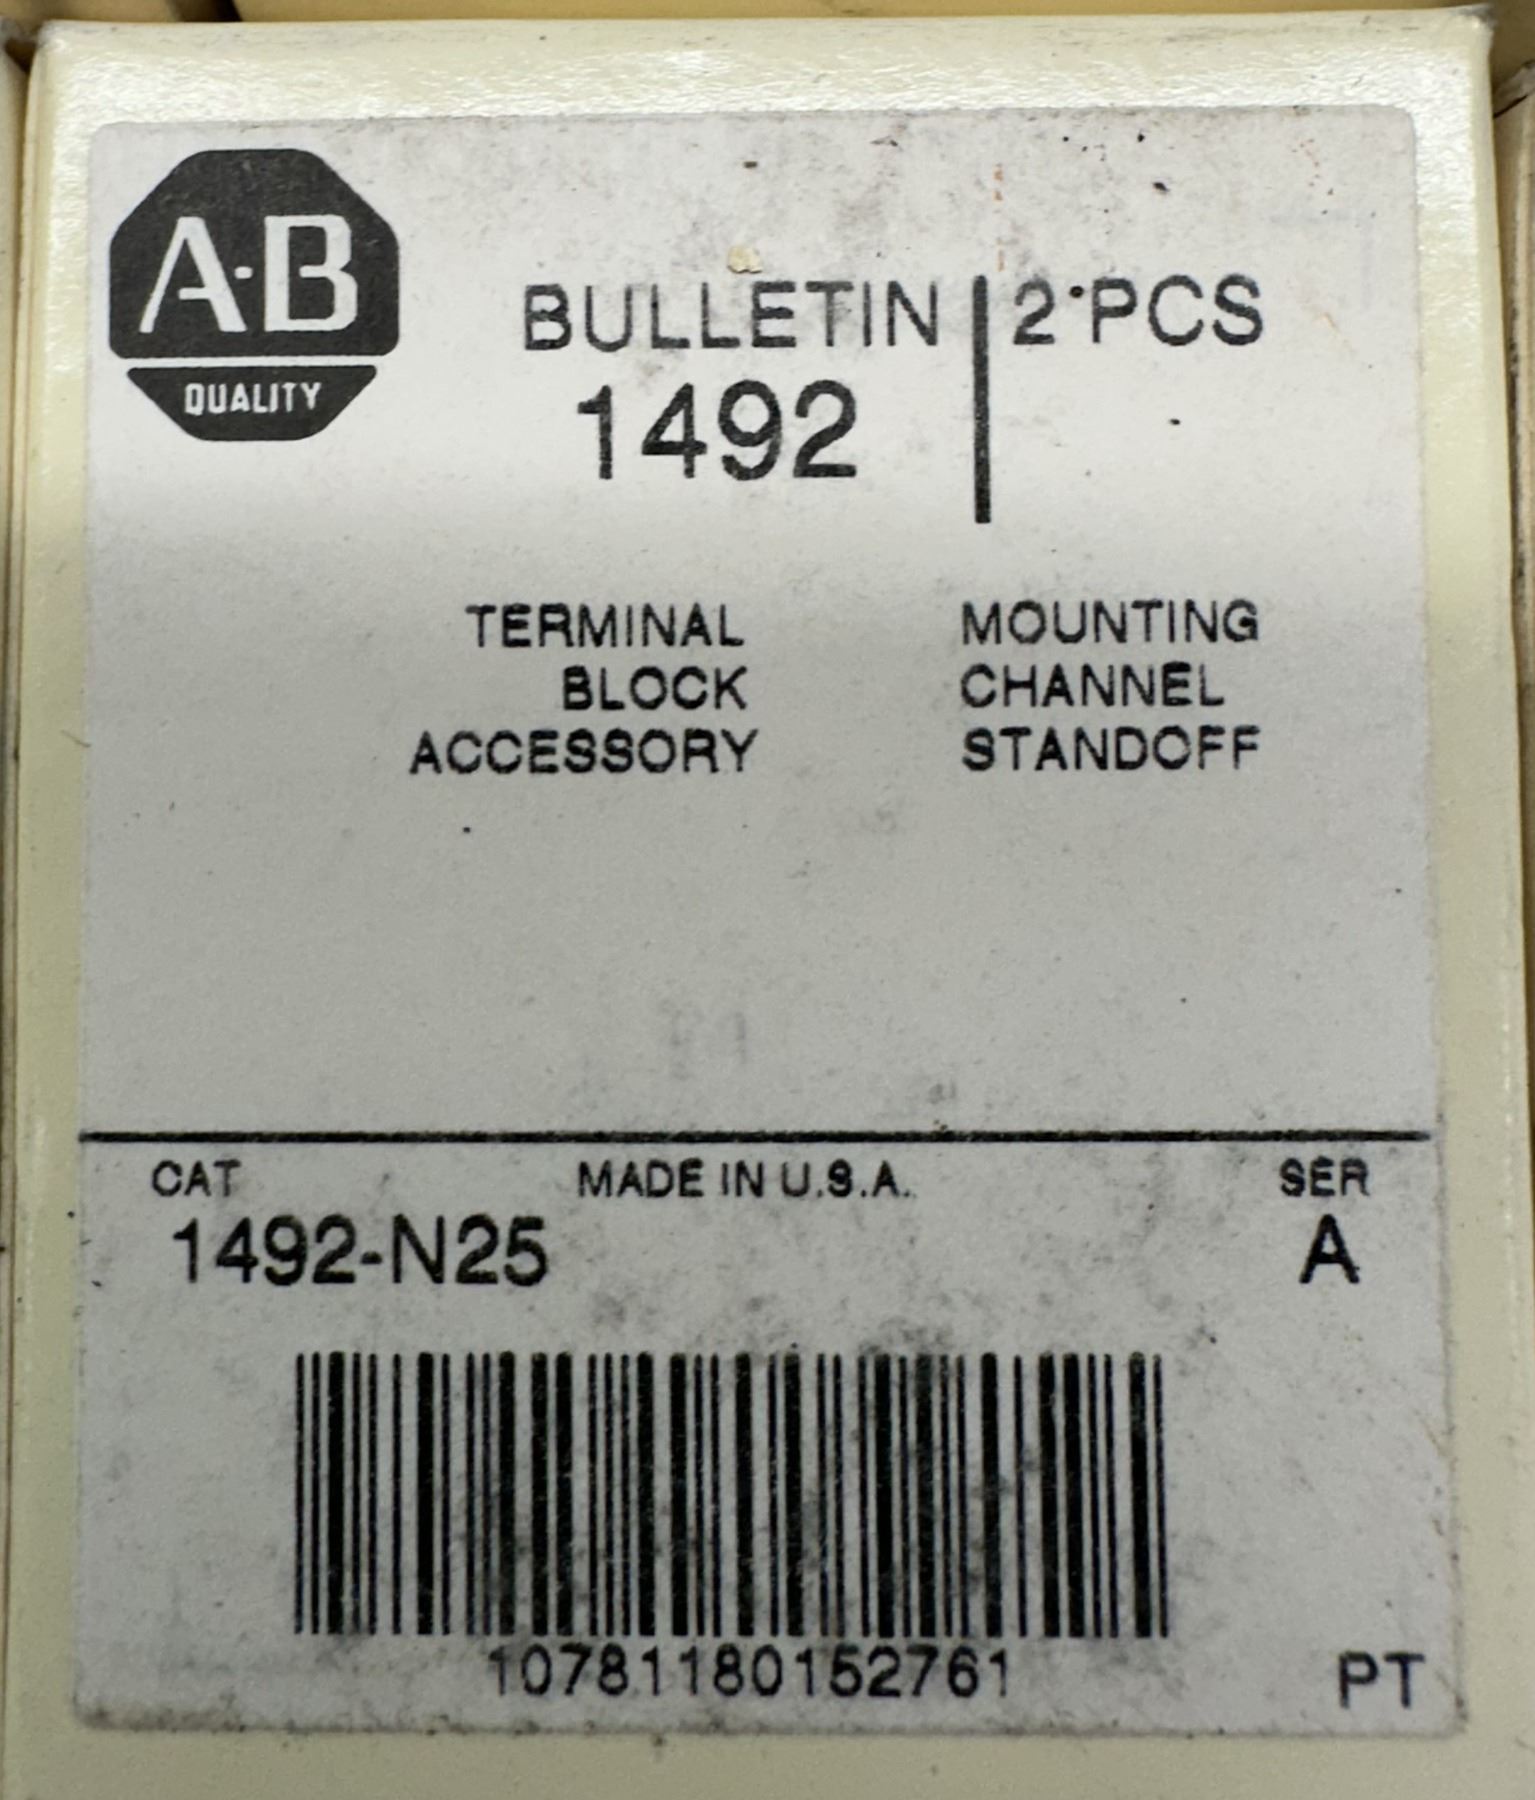 A-B
QUALITY
BULLETIN
1492
2 PCS
TERMINAL
BLOCK
ACCESSORY
MOUNTING
CHANNEL
STANDOFF
CAT
1492-N25
MADE IN U.S.A.
SER
A
10781180152761
PT